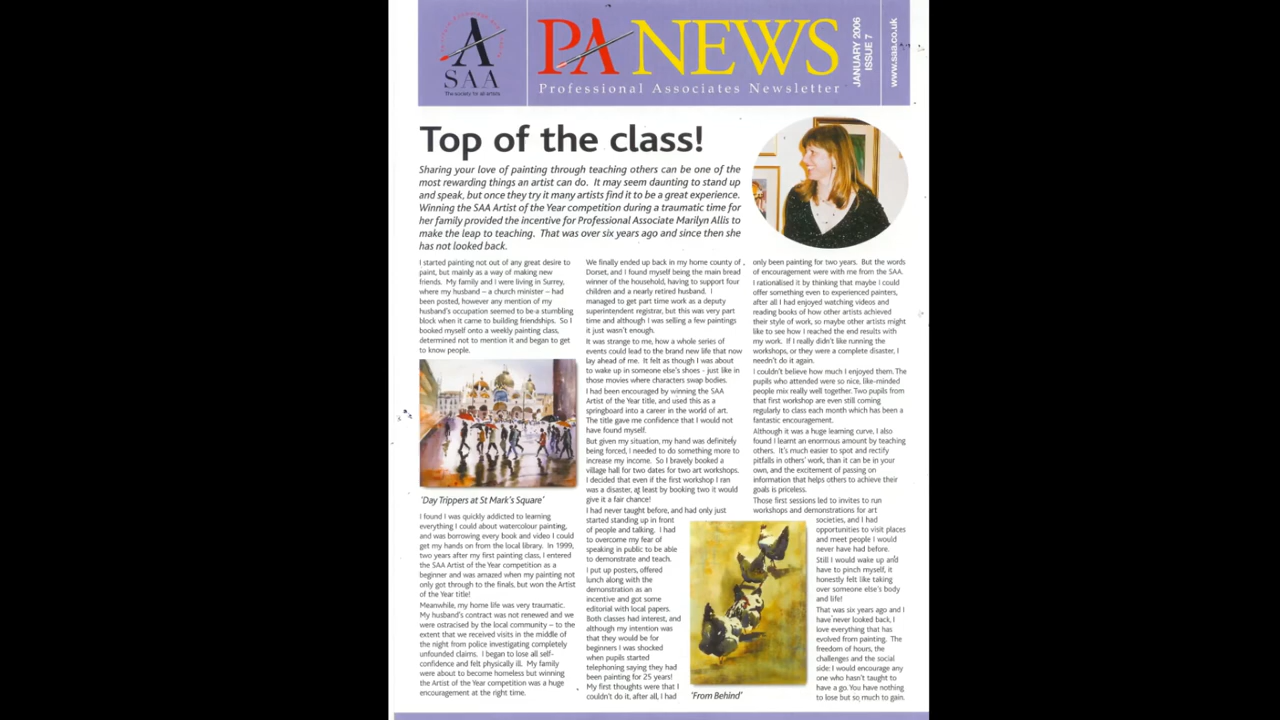 SAA
The society for all artists
PA NEWS
Professional Associates Newsletter
JANUARY 2006
ISSUE 7
www.saa.co.uk
Top of the class!
Sharing your love of painting through teaching others can be one of the
most rewarding things an artist can do. It may seem daunting to stand up
and speak, but once they try it many artists find it to be a great experience.
Winning the SAA Artist of the Year competition during a traumatic time for
her family provided the incentive for Professional Associate Marilyn Allis to
make the leap to teaching. That was over six years ago and since then she
has not looked back.
I started painting not out of any great desire to
paint, but mainly as a way of making new
friends. My family and I were living in Surrey,
where my husband – a church minister – had
been posted, however any mention of my
husband's occupation seemed to be a stumbling
block when it came to building friendships. So I
booked myself onto a weekly painting class,
determined not to mention it and began to get
to know people.
'Day Trippers at St Mark's Square'
I found I was quickly addicted to learning
everything I could about watercolour painting,
and was borrowing every book and video I could
get my hands on from the local library. In 1999,
two years after my first painting class, I entered
the SAA Artist of the Year competition as a
beginner and was amazed when my painting not
only got through to the finals, but won the Artist
of the Year title!
Meanwhile, my home life was very traumatic.
My husband's contract was not renewed and we
were ostracised by the local community – to the
extent that we received visits in the middle of
the night from police investigating completely
unfounded claims. I began to lose all self-
confidence and felt physically ill. My family
were about to become homeless but winning
the Artist of the Year competition was a huge
encouragement at the right time.
We finally ended up back in my home county of
Dorset, and I found myself being the main bread
winner of the household, having to support four
children and a nearly retired husband. I
managed to get part time work as a deputy
superintendent registrar, but this was very part
time and although I was selling a few paintings
it just wasn't enough.
It was strange to me, how a whole series of
events could lead to the brand new life that now
lay ahead of me. It felt as though I was about
to wake up in someone else's shoes - just like in
those movies where characters swap bodies.
I had been encouraged by winning the SAA
Artist of the Year title, and used this as a
springboard into a career in the world of art.
The title gave me confidence that I would not
have found myself.
But given my situation, my hand was definitely
being forced, I needed to do something more to
increase my income. So I bravely booked a
village hall for two dates for two art workshops.
I decided that even if the first workshop I ran
was a disaster, at least by booking two it would
give it a fair chance!
I had never taught before, and had only just
started standing up in front
of people and talking. I had
to overcome my fear of
speaking in public to be able
to demonstrate and teach.
I put up posters, offered
lunch along with the
demonstration as an
incentive and got some
editorial with local papers.
Both classes had interest, and
although my intention was
that they would be for
beginners I was shocked
when pupils started
telephoning saying they had
been painting for 25 years!
My first thoughts were that I
couldn't do it, after all, I had
'From Behind'
only been painting for two years. But the words
of encouragement were with me from the SAA.
I rationalised it by thinking that maybe I could
offer something even to experienced painters,
after all I had enjoyed watching videos and
reading books of how other artists achieved
their style of work, so maybe other artists might
like to see how I reached the end results with
my work. If I really didn't like running the
workshops, or they were a complete disaster, I
needn't do it again.
I couldn't believe how much I enjoyed them. The
pupils who attended were so nice, like-minded
people mix really well together. Two pupils from
that first workshop are even still coming
regularly to class each month which has been a
fantastic encouragement.
Although it was a huge learning curve, I also
found I learnt an enormous amount by teaching
others. It's much easier to spot and rectify
pitfalls in others' work, than it can be in your
own, and the excitement of passing on
information that helps others to achieve their
goals is priceless.
Those first sessions led to invites to run
workshops and demonstrations for art
societies, and I had
opportunities to visit places
and meet people I would
never have had before.
Still I would wake up and
have to pinch myself, it
honestly felt like taking
over someone else's body
and life!
That was six years ago and I
have never looked back, I
love everything that has
evolved from painting. The
freedom of hours, the
challenges and the social
side: I would encourage any
one who hasn't taught to
have a go. You have nothing
to lose but so much to gain.